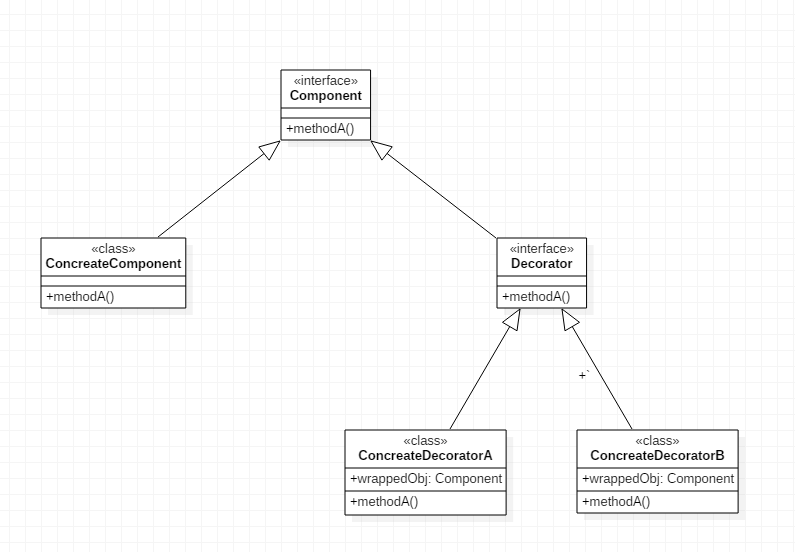 «interface»
Component
+methodA()
«class»
ConcreateComponent
+methodA()
«interface»
Decorator
+methodA()
+`
«class»
ConcreateDecoratorA
+wrappedObj: Component
+methodA()
«class»
ConcreateDecoratorB
+wrappedObj: Component
+methodA()